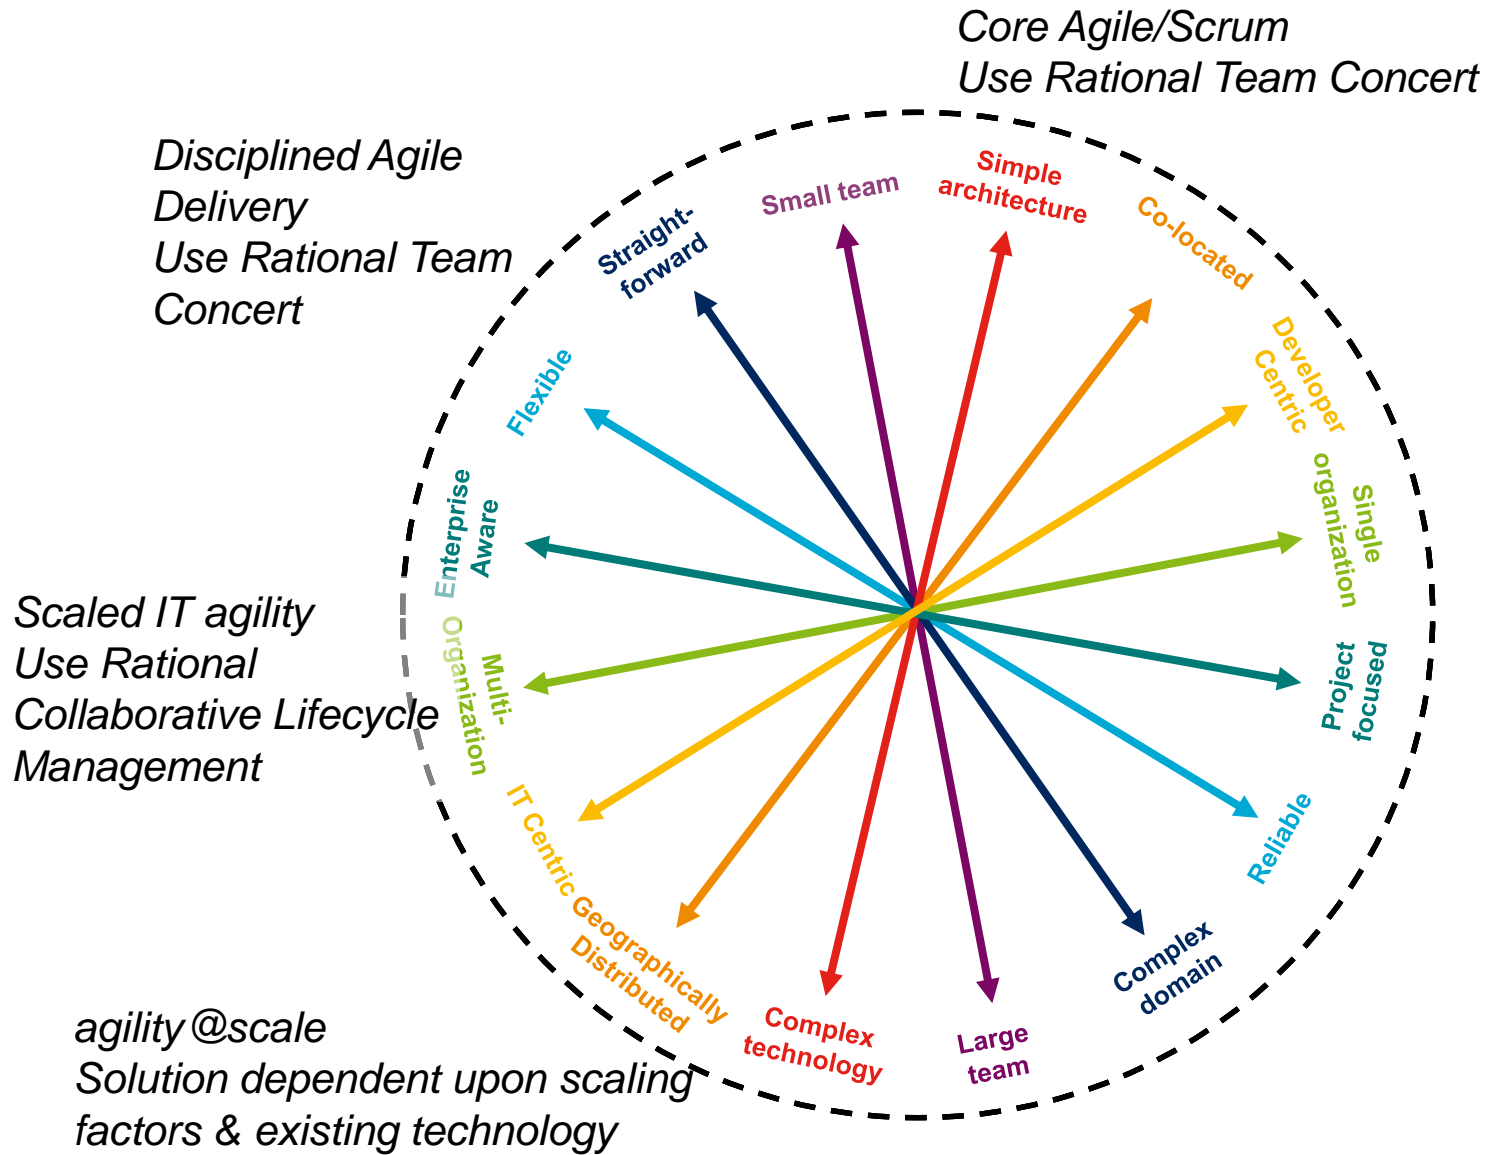 Core Agile/Scrum
Use Rational Team Concert
Disciplined Agile
Delivery
Use Rational Team
Concert
Scaled IT agility
Use Rational
Collaborative Lifecycle
Management
agility@scale
Solution dependent upon scaling
factors & existing technology
Straight-
forward
Small team
Simple
architecture
Co-located
Developer
Centric
Single
organization
Project
focused
Reliable
Complex
domain
Large
team
Complex
technology
Geographically
Distributed
IT Centric
Multi-
Organization
Enterprise
Aware
Flexible